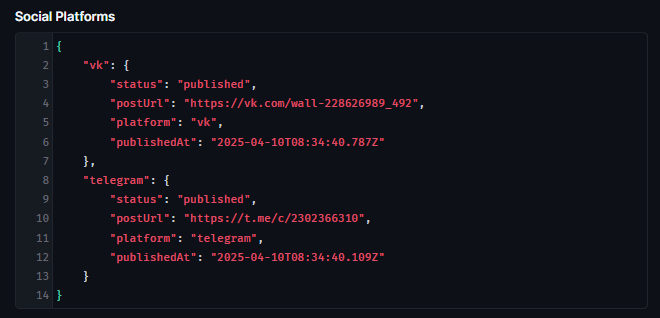 Social Platforms
1 {
2 "vk": {
3 "status": "published",
4 "postUrl": "https://vk.com/wall-228626989_492",
5 "platform": "vk",
6 "publishedAt": "2025-04-10T08:34:40.787Z"
7 },
8 "telegram": {
9 "status": "published",
10 "postUrl": "https://t.me/c/2302366310",
11 "platform": "telegram",
12 "publishedAt": "2025-04-10T08:34:40.109Z"
13 }
14 }